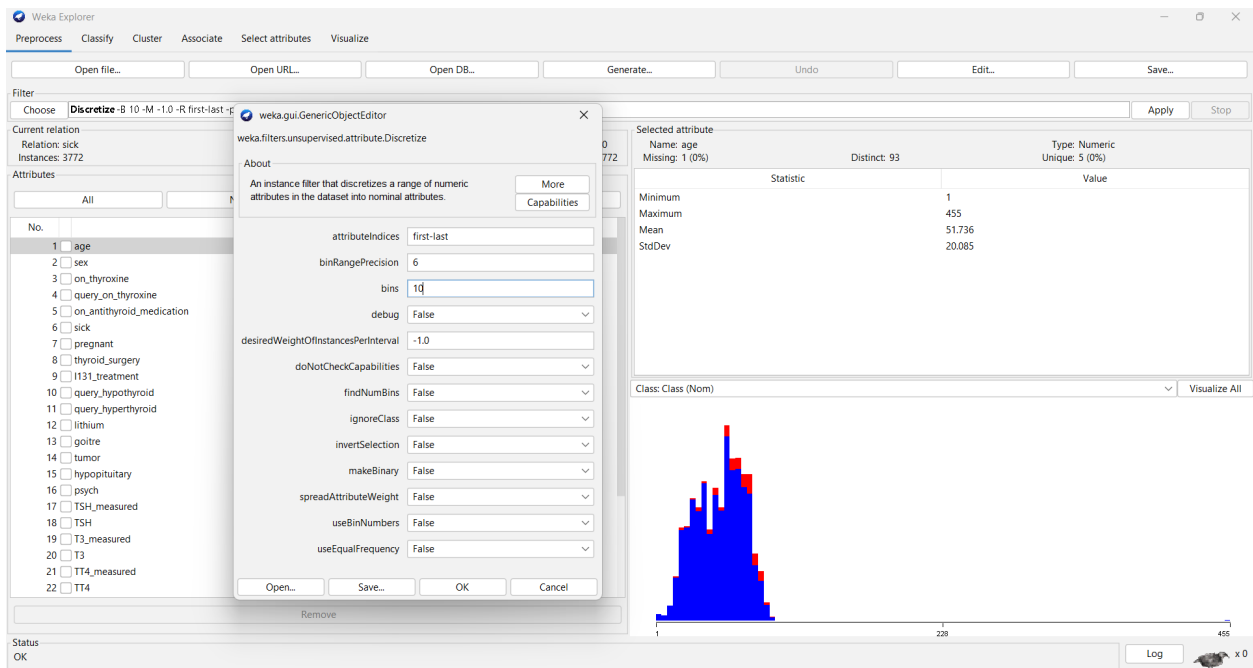 Weka Explorer
Preprocess Classify Cluster Associate Select attributes Visualize
Open file... Open URL... Open DB... Generate... Undo Edit... Save...
Filter
Choose Discretize -B 10 -M -1.0 -R first-last -p Apply Stop
Current relation
Relation: sick
Instances: 3772
Attributes
All
No.
1 age
2 sex
3 on_thyroxine
4 query_on_thyroxine
5 on_antithyroid_medication
6 sick
7 pregnant
8 thyroid_surgery
9 I131_treatment
10 query_hypothyroid
11 query_hyperthyroid
12 lithium
13 goitre
14 tumor
15 hypopituitary
16 psych
17 TSH_measured
18 TSH
19 T3_measured
20 T3
21 TT4_measured
22 TT4
Remove
weka.gui.GenericObjectEditor
weka.filters.unsupervised.attribute.Discretize
About
An instance filter that discretizes a range of numeric
attributes in the dataset into nominal attributes.
More
Capabilities
attributeIndices first-last
binRangePrecision 6
bins 10
debug False
desiredWeightOfInstancesPerInterval -1.0
doNotCheckCapabilities False
findNumBins False
ignoreClass False
invertSelection False
makeBinary False
spreadAttributeWeight False
useBinNumbers False
useEqualFrequency False
Open... Save... OK Cancel
0
772
Selected attribute
Name: age Type: Numeric
Missing: 1 (0%) Distinct: 93 Unique: 5 (0%)
Statistic Value
Minimum 1
Maximum 455
Mean 51.736
StdDev 20.085
Class: Class (Nom) Visualize All
1 228 455
Status
OK
Log x 0